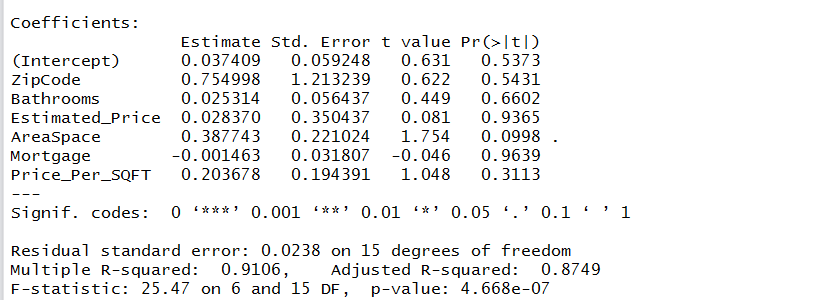 Coefficients:
                Estimate Std. Error t value Pr(>|t|)
(Intercept)     0.037409   0.059248   0.631   0.5373
ZipCode         0.754998   1.213239   0.622   0.5431
Bathrooms       0.025314   0.056437   0.449   0.6602
Estimated_Price 0.028370   0.350437   0.081   0.9365
AreaSpace       0.387743   0.221024   1.754   0.0998 .
Mortgage       -0.001463   0.031807  -0.046   0.9639
Price_Per_SQFT  0.203678   0.194391   1.048   0.3113
---
Signif. codes:  0 ‘***’ 0.001 ‘**’ 0.01 ‘*’ 0.05 ‘.’ 0.1 ‘ ’ 1
Residual standard error: 0.0238 on 15 degrees of freedom
Multiple R-squared:  0.9106,    Adjusted R-squared:  0.8749
F-statistic: 25.47 on 6 and 15 DF,  p-value: 4.668e-07